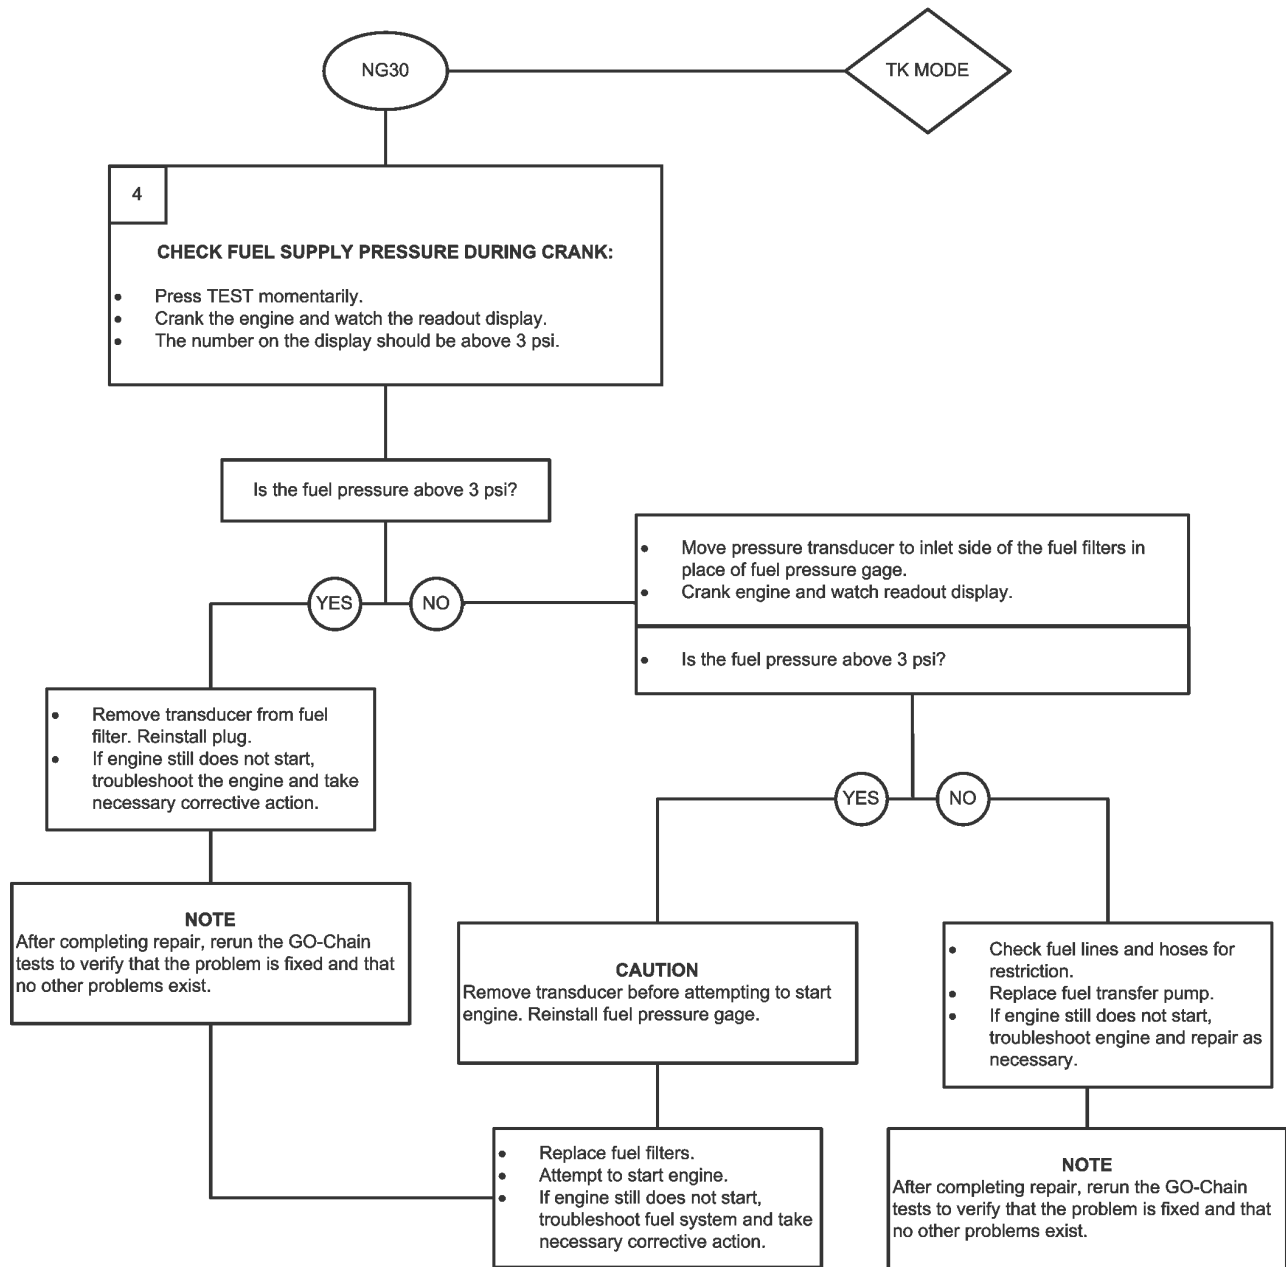 NG30
TK MODE
4
CHECK FUEL SUPPLY PRESSURE DURING CRANK:
• Press TEST momentarily.
• Crank the engine and watch the readout display.
• The number on the display should be above 3 psi.
Is the fuel pressure above 3 psi?
• Move pressure transducer to inlet side of the fuel filters in
place of fuel pressure gage.
• Crank engine and watch readout display.
YES
NO
• Is the fuel pressure above 3 psi?
• Remove transducer from fuel
filter. Reinstall plug.
• If engine still does not start,
troubleshoot the engine and take
necessary corrective action.
YES
NO
NOTE
After completing repair, rerun the GO-Chain
tests to verify that the problem is fixed and that
no other problems exist.
CAUTION
Remove transducer before attempting to start
engine. Reinstall fuel pressure gage.
• Check fuel lines and hoses for
restriction.
• Replace fuel transfer pump.
• If engine still does not start,
troubleshoot engine and repair as
necessary.
• Replace fuel filters.
• Attempt to start engine.
• If engine still does not start,
troubleshoot fuel system and take
necessary corrective action.
NOTE
After completing repair, rerun the GO-Chain
tests to verify that the problem is fixed and that
no other problems exist.